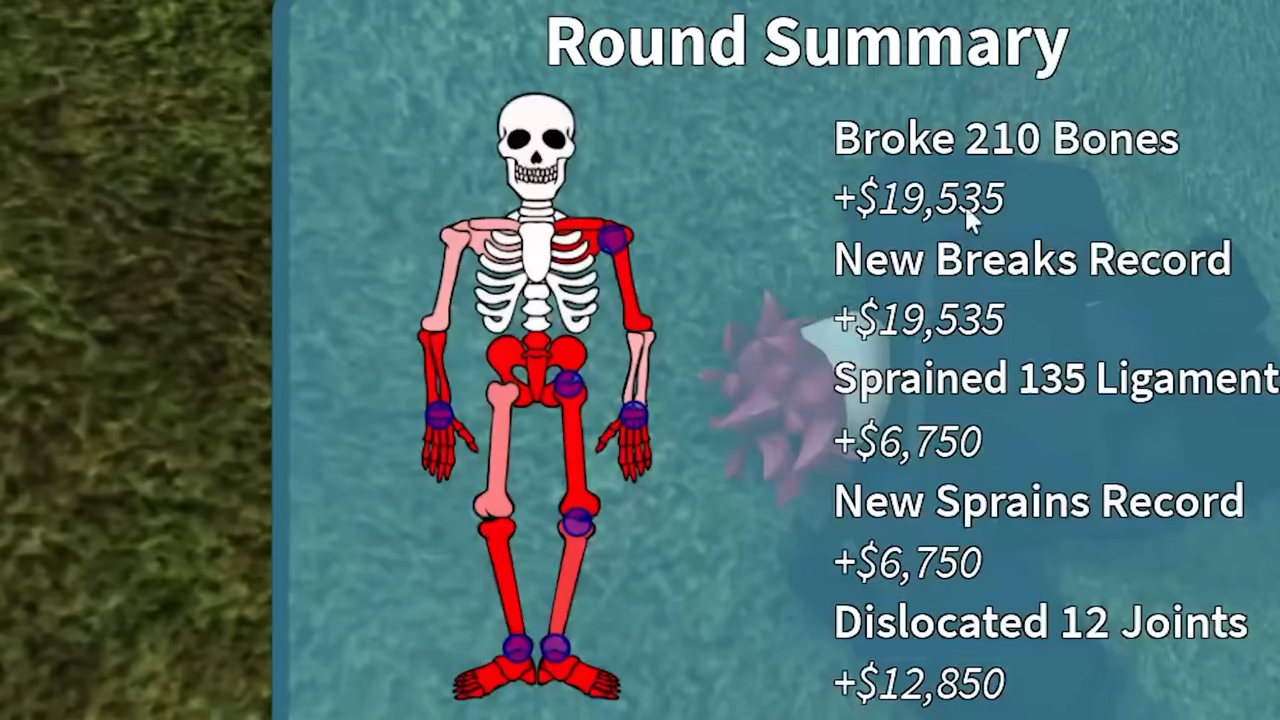 Round Summary
Broke 210 Bones
+$19,535
New Breaks Record
+$19,535
Sprained 135 Ligament
+$6,750
New Sprains Record
+$6,750
Dislocated 12 Joints
+$12,850